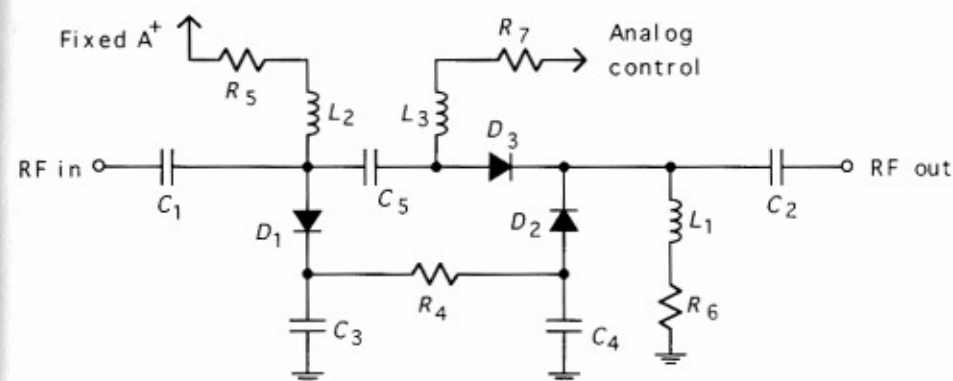 Fixed A+
R5
R7
Analog
control
L2
L3
D3
RF in
C1
C5
C2
RF out
D1
D2
L1
R4
R6
C3
C4